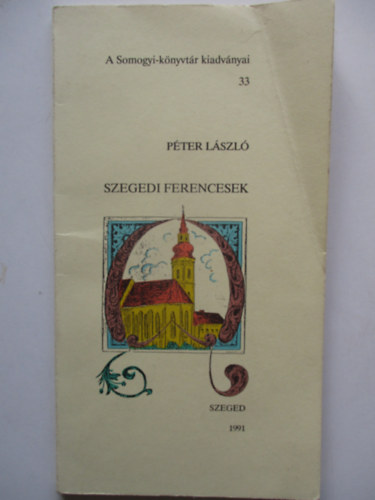 A Somogyi-könyvtár kiadványai
33
PÉTER LÁSZLÓ
SZEGEDI FERENCESEK
SZEGED
1991